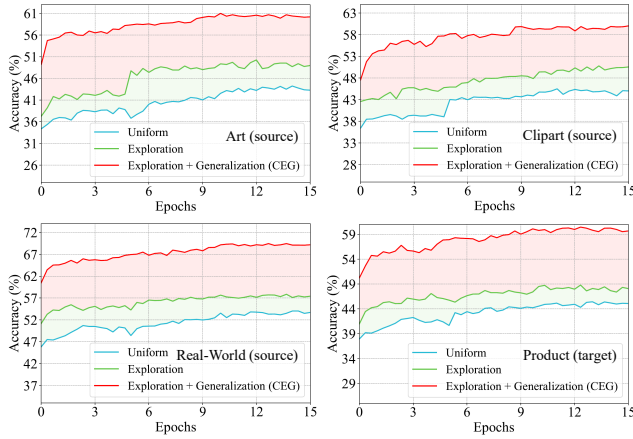 61
56
51
46
41
36
31
26
Accuracy (%)
Uniform
Exploration
Exploration + Generalization (CEG)
Art (source)
0 3 6 9 12 15
Epochs
63
58
53
48
43
38
33
28
Accuracy (%)
Uniform
Exploration
Exploration + Generalization (CEG)
Clipart (source)
0 3 6 9 12 15
Epochs
72
67
62
57
52
47
42
37
Accuracy (%)
Uniform
Exploration
Exploration + Generalization (CEG)
Real-World (source)
0 3 6 9 12 15
Epochs
59
59
49
44
39
34
29
Accuracy (%)
Uniform
Exploration
Exploration + Generalization (CEG)
Product (target)
0 3 6 9 12 15
Epochs